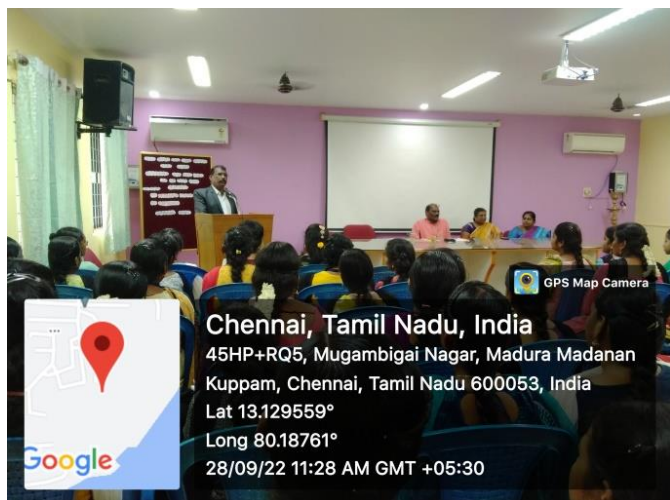 GPS Map Camera
Google
Chennai, Tamil Nadu, India
45HP+RQ5, Mugambigai Nagar, Madura Madanan
Kuppam, Chennai, Tamil Nadu 600053, India
Lat 13.129559°
Long 80.18761°
28/09/22 11:28 AM GMT +05:30